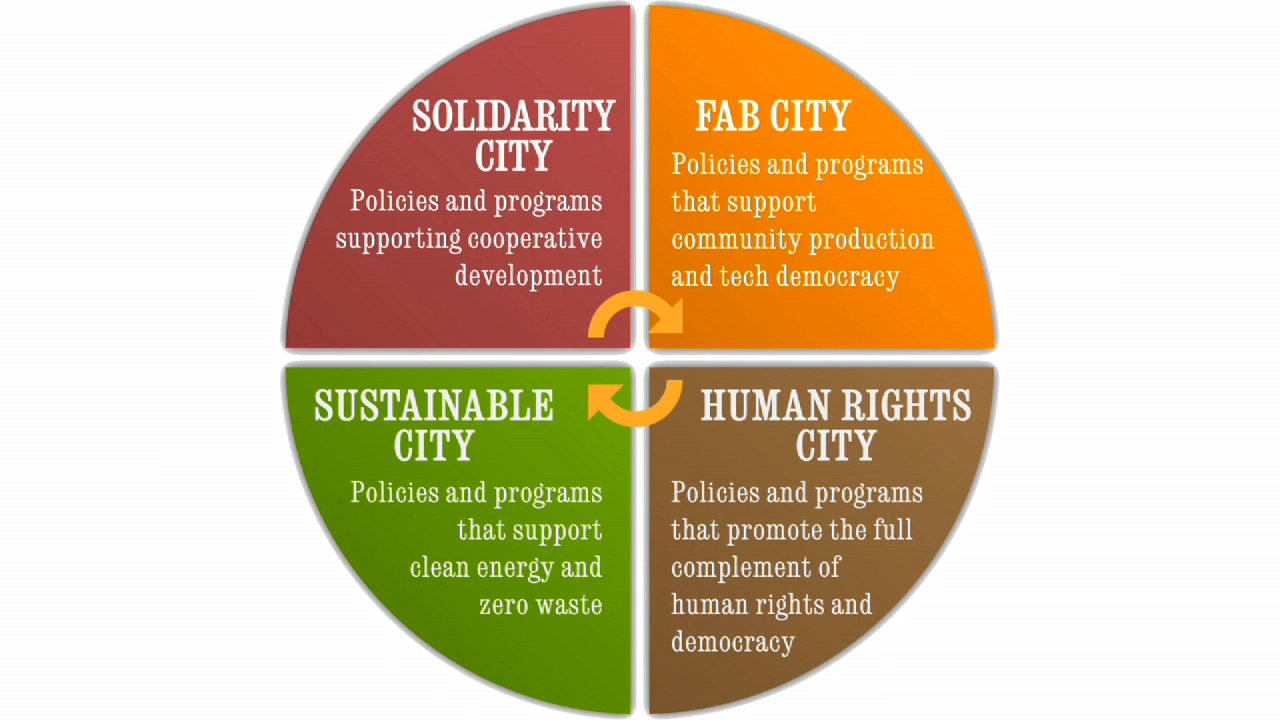 SOLIDARITY
CITY
Policies and programs
supporting cooperative
development
FAB CITY
Policies and programs
that support
community production
and tech democracy
SUSTAINABLE
CITY
Policies and programs
that support
clean energy and
zero waste
HUMAN RIGHTS
CITY
Policies and programs
that promote the full
complement of
human rights and
democracy